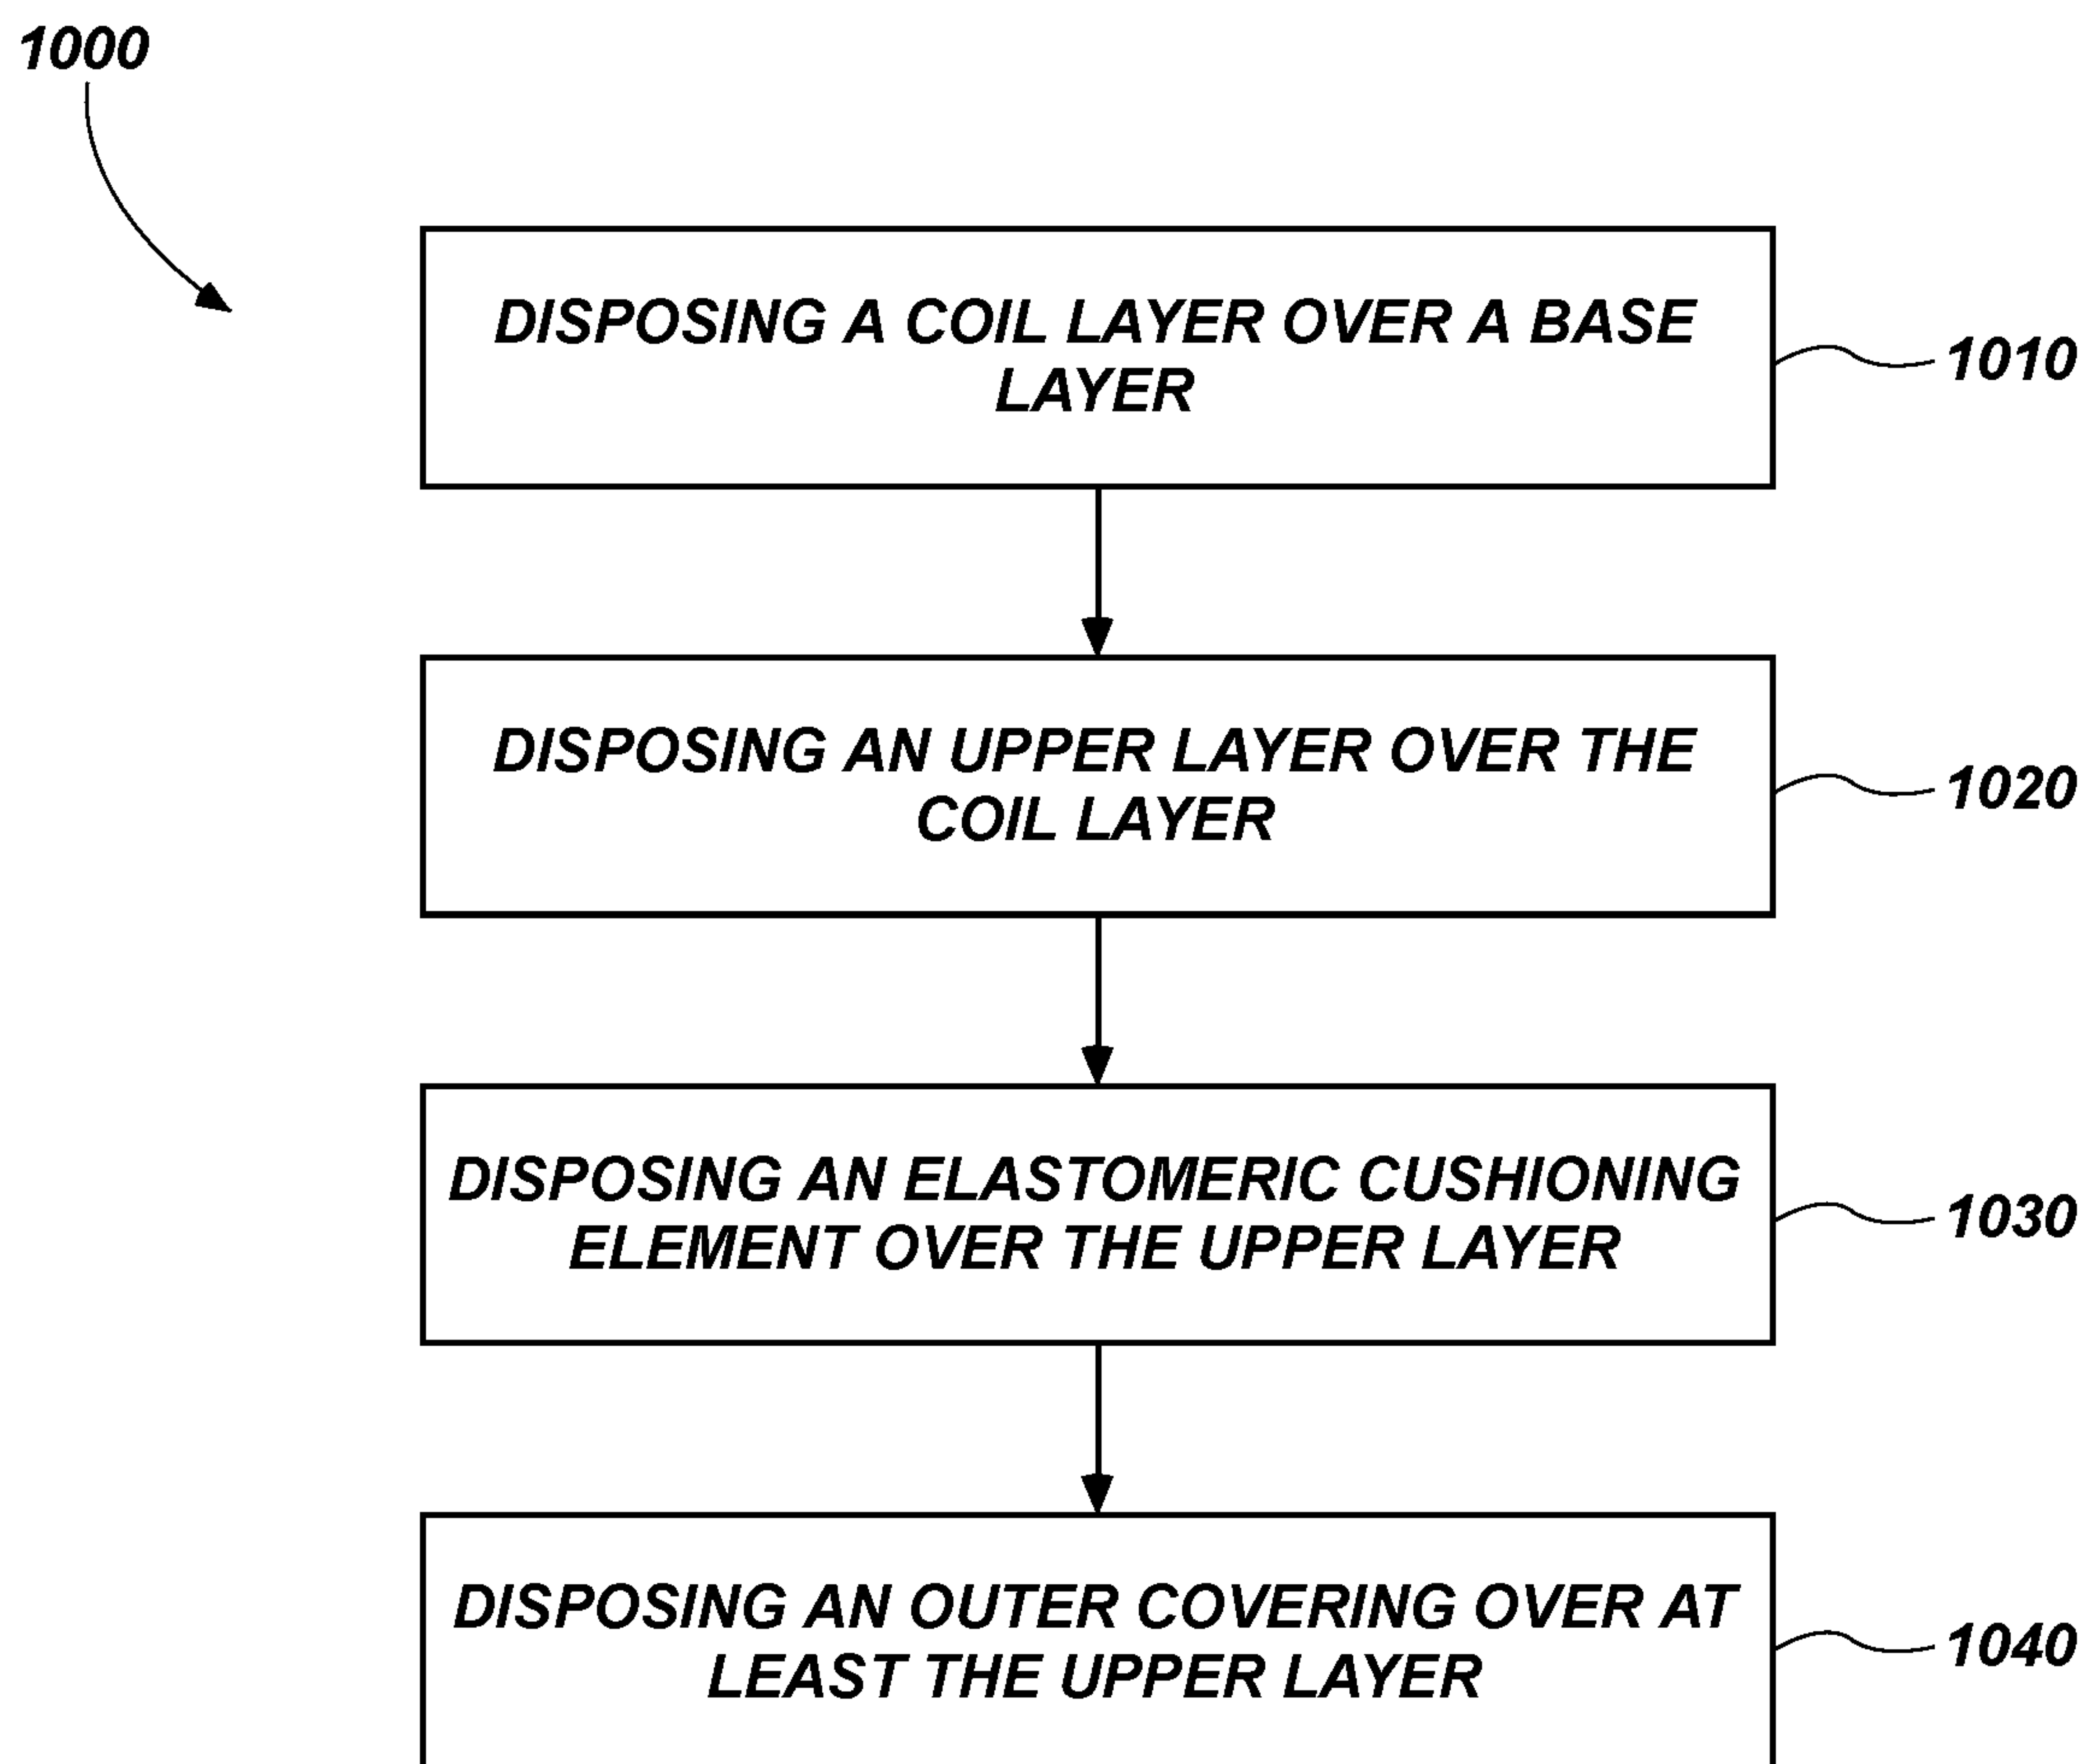 1000
DISPOSING A COIL LAYER OVER A BASE
LAYER
1010
DISPOSING AN UPPER LAYER OVER THE
COIL LAYER
1020
DISPOSING AN ELASTOMERIC CUSHIONING
ELEMENT OVER THE UPPER LAYER
1030
DISPOSING AN OUTER COVERING OVER AT
LEAST THE UPPER LAYER
1040